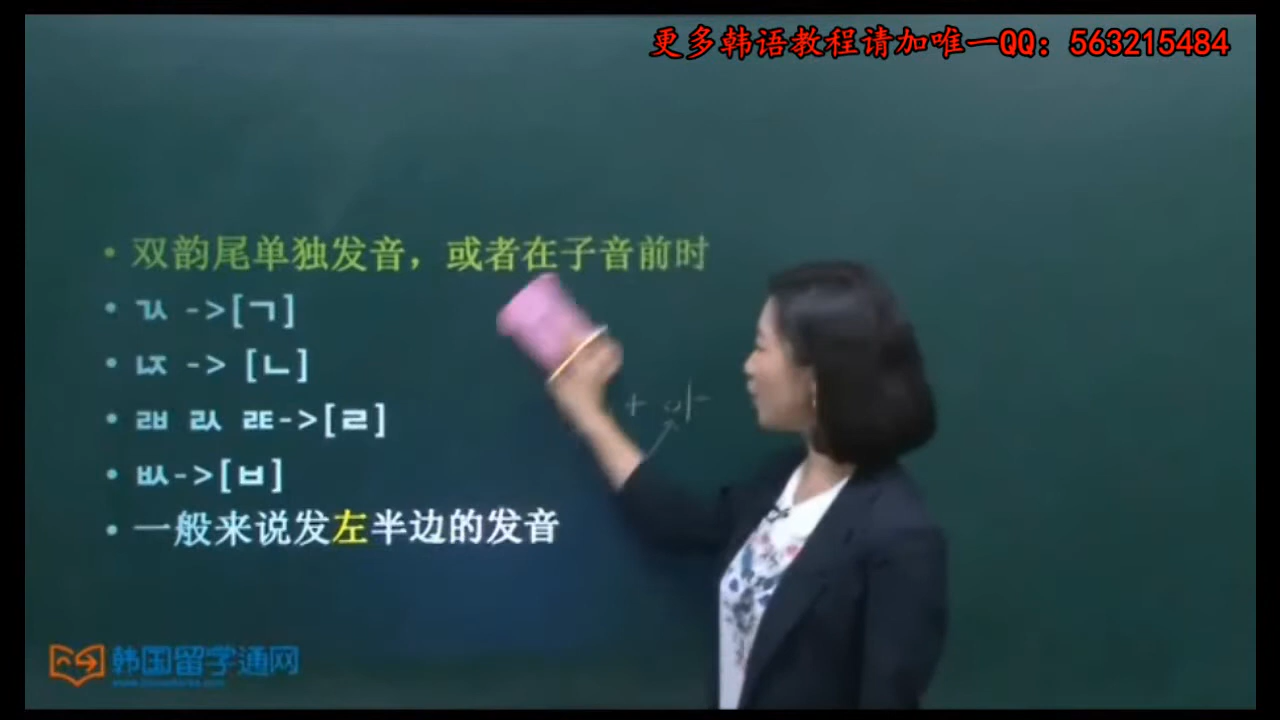 更多韩语教程请加唯一QQ：563215484
• 双韵尾单独发音，或者在子音前时
• ㄳ ->[ㄱ]
• ㄵ -> [ㄴ]
+ 아
• ㄼ ㄽ ㄾ->[ㄹ]
• ㅄ->[ㅂ]
• 一般来说发左半边的发音
韩国留学通网